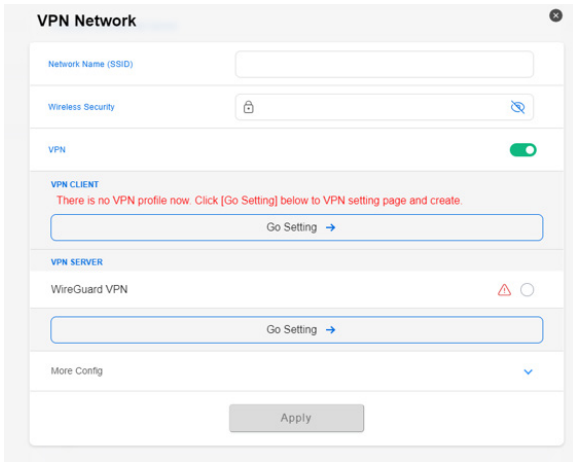 VPN Network
Network Name (SSID)
Wireless Security
VPN
VPN CLIENT
There is no VPN profile now. Click [Go Setting] below to VPN setting page and create.
Go Setting →
VPN SERVER
WireGuard VPN
Go Setting →
More Config
Apply